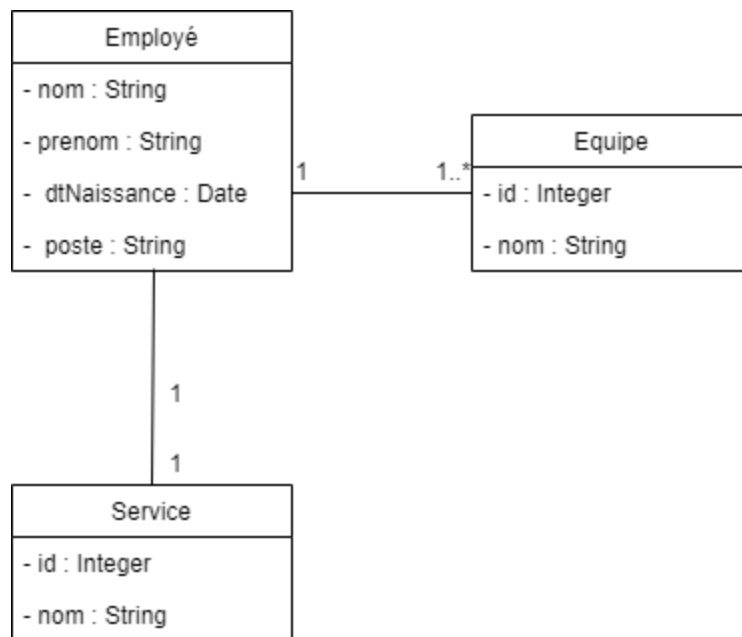 Employé
- nom : String
- prenom : String
- dtNaissance : Date
- poste : String
1
1..*
Equipe
- id : Integer
- nom : String
1
1
Service
- id : Integer
- nom : String